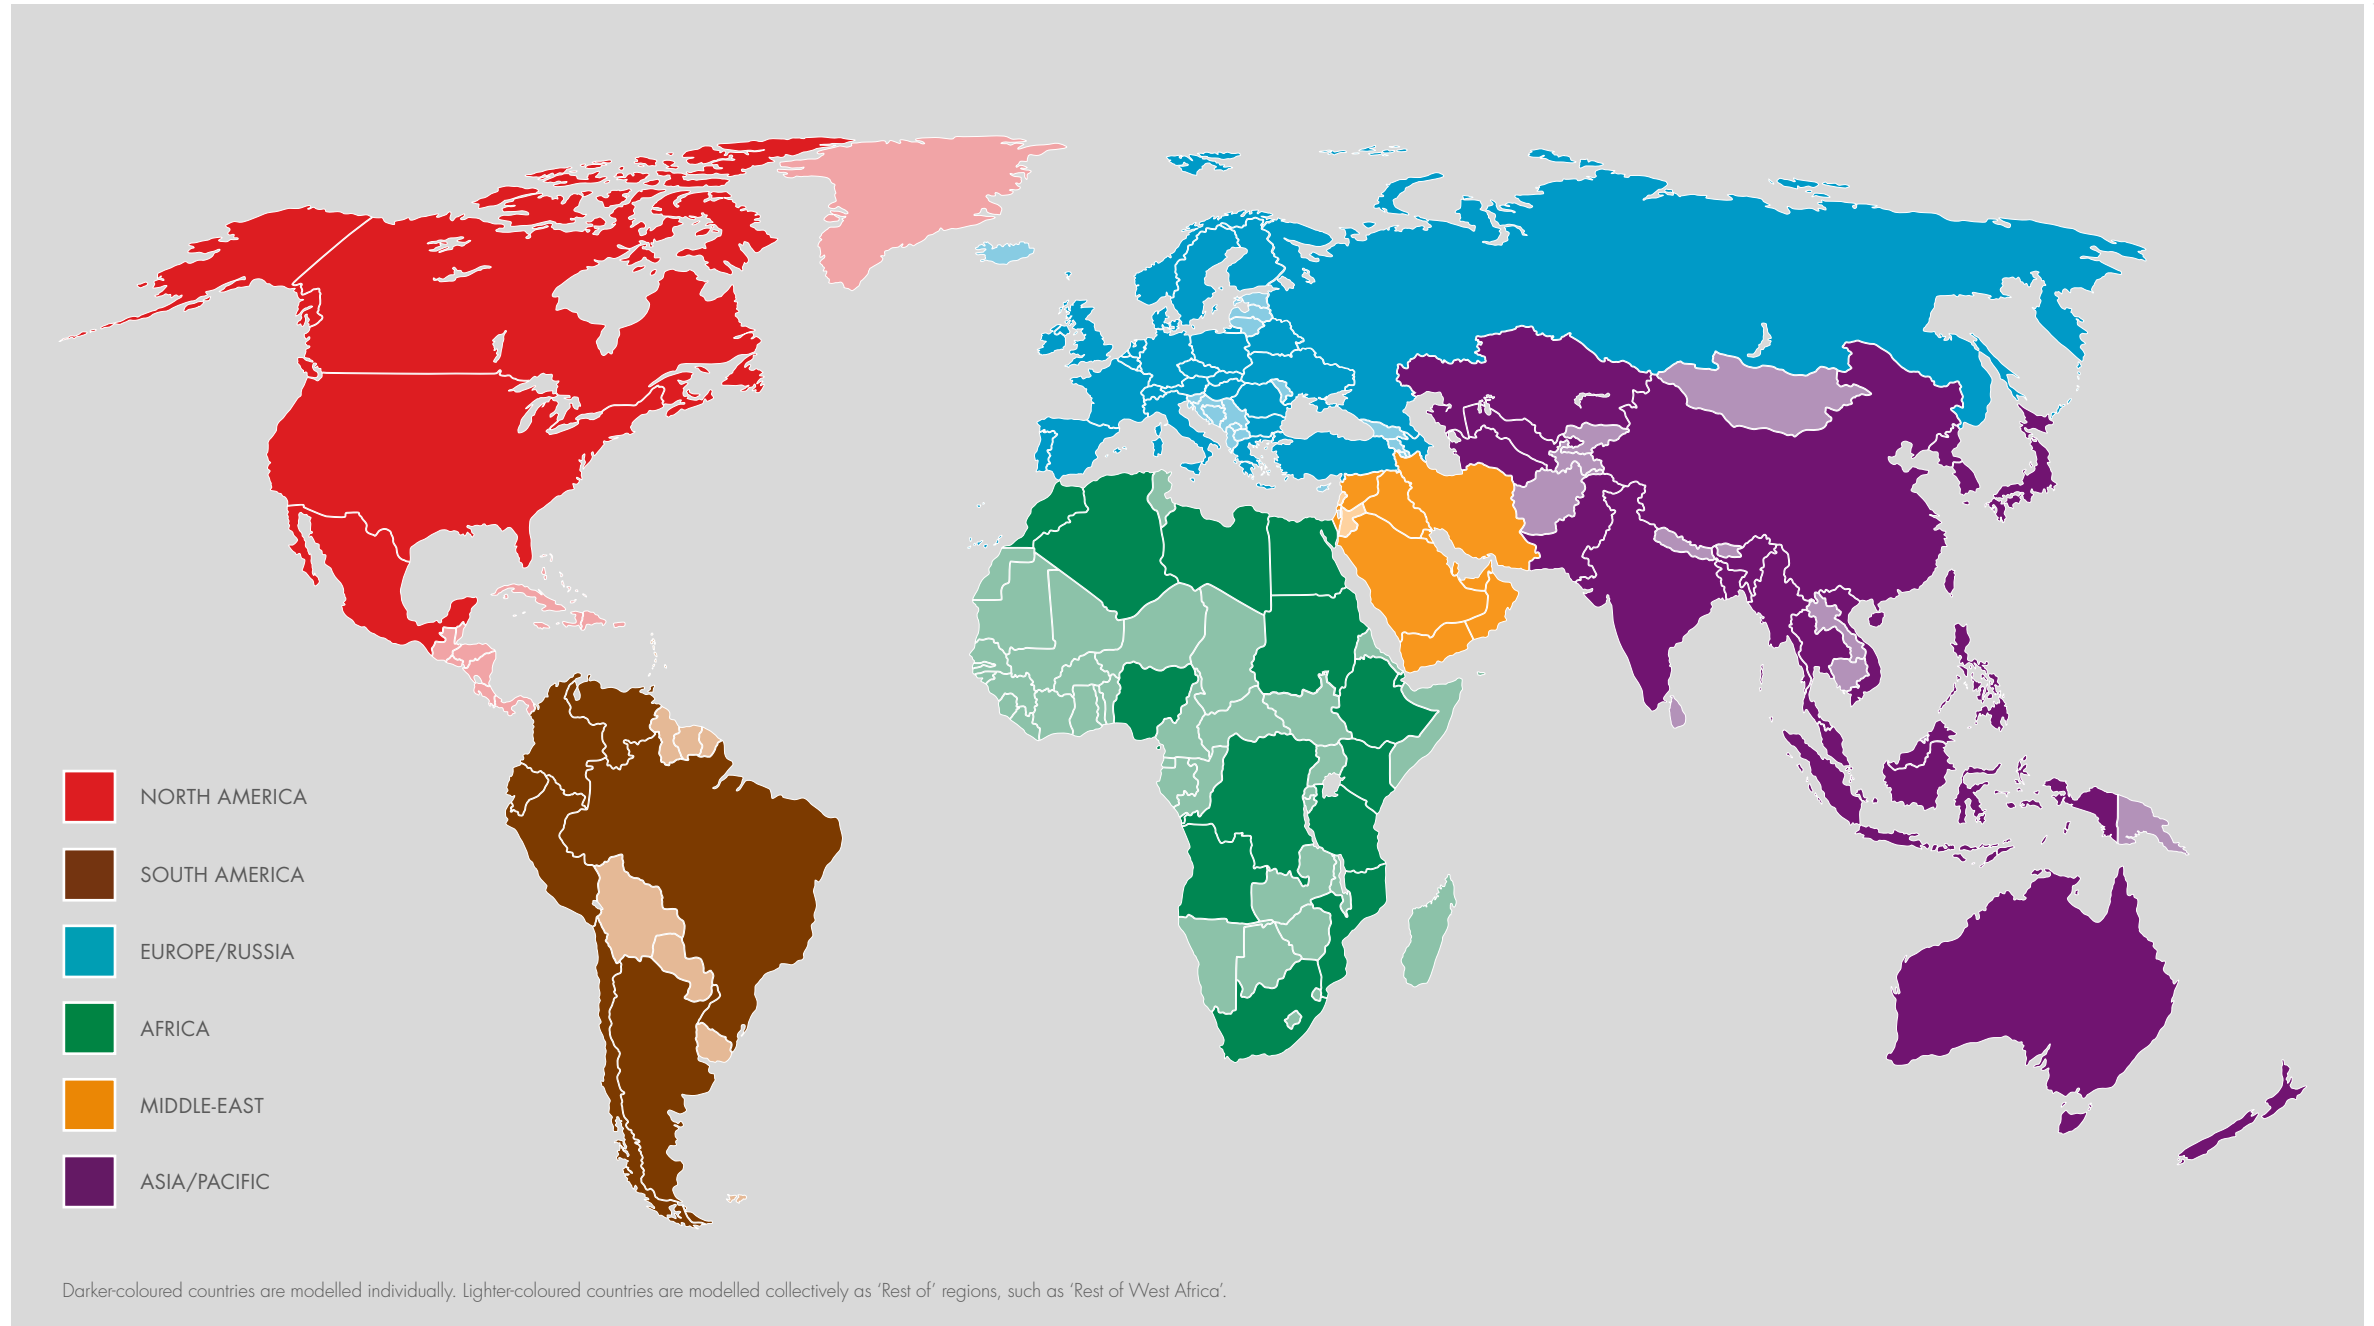 NORTH AMERICA
SOUTH AMERICA
EUROPE/RUSSIA
AFRICA
MIDDLE-EAST
ASIA/PACIFIC
Darker-coloured countries are modelled individually. Lighter-coloured countries are modelled collectively as ‘Rest of’ regions, such as ‘Rest of West Africa’.